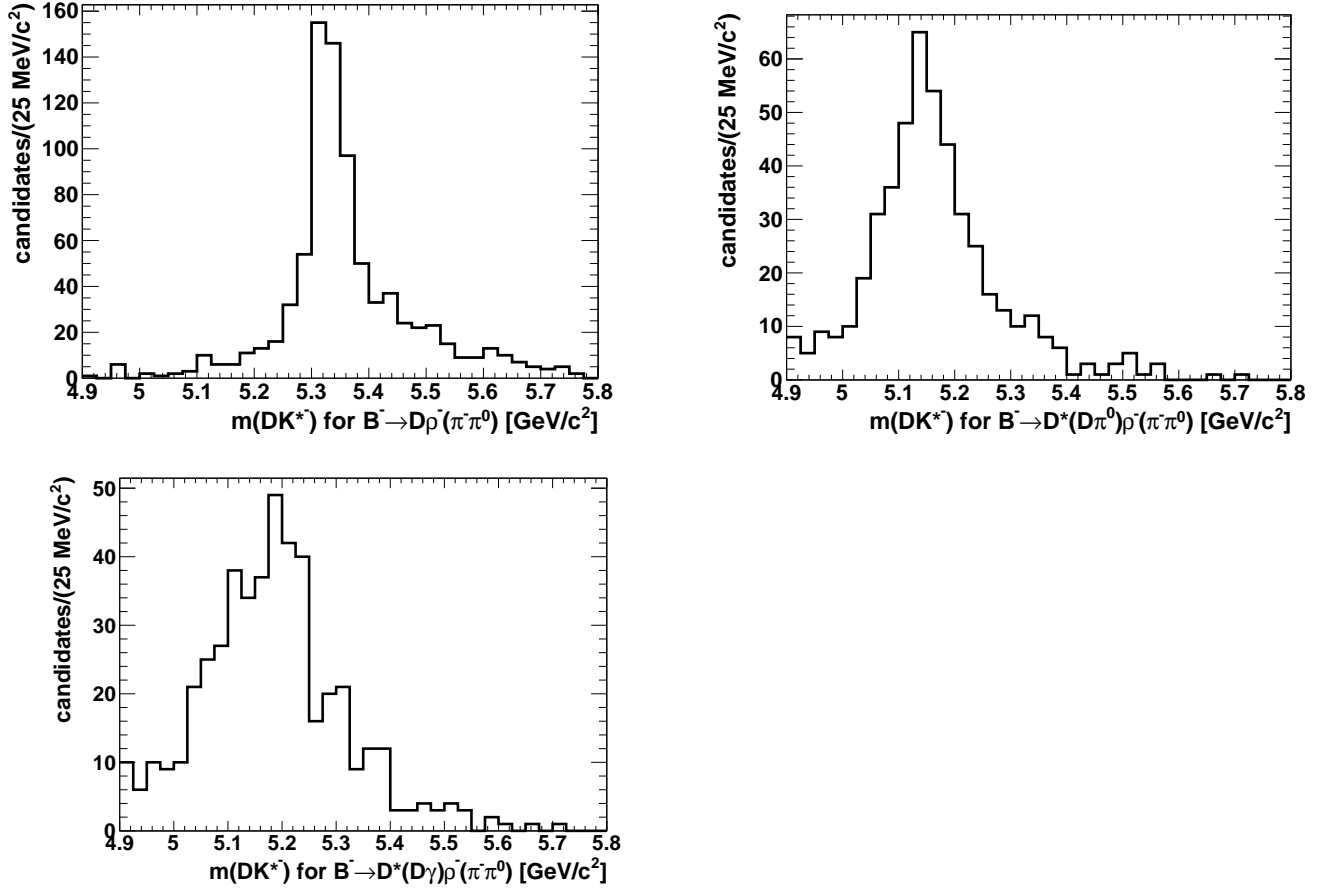 candidates/(25 MeV/c²)
160
140
120
100
80
60
40
20
0
4.9 5 5.1 5.2 5.3 5.4 5.5 5.6 5.7 5.8
m(DK*⁻) for B⁻→Dρ⁻(π⁻π⁰) [GeV/c²]
candidates/(25 MeV/c²)
60
50
40
30
20
10
0
4.9 5 5.1 5.2 5.3 5.4 5.5 5.6 5.7 5.8
m(DK*⁻) for B⁻→D*(Dπ⁰)ρ⁻(π⁻π⁰) [GeV/c²]
candidates/(25 MeV/c²)
50
40
30
20
10
0
4.9 5 5.1 5.2 5.3 5.4 5.5 5.6 5.7 5.8
m(DK*⁻) for B⁻→D*(Dγ)ρ⁻(π⁻π⁰) [GeV/c²]